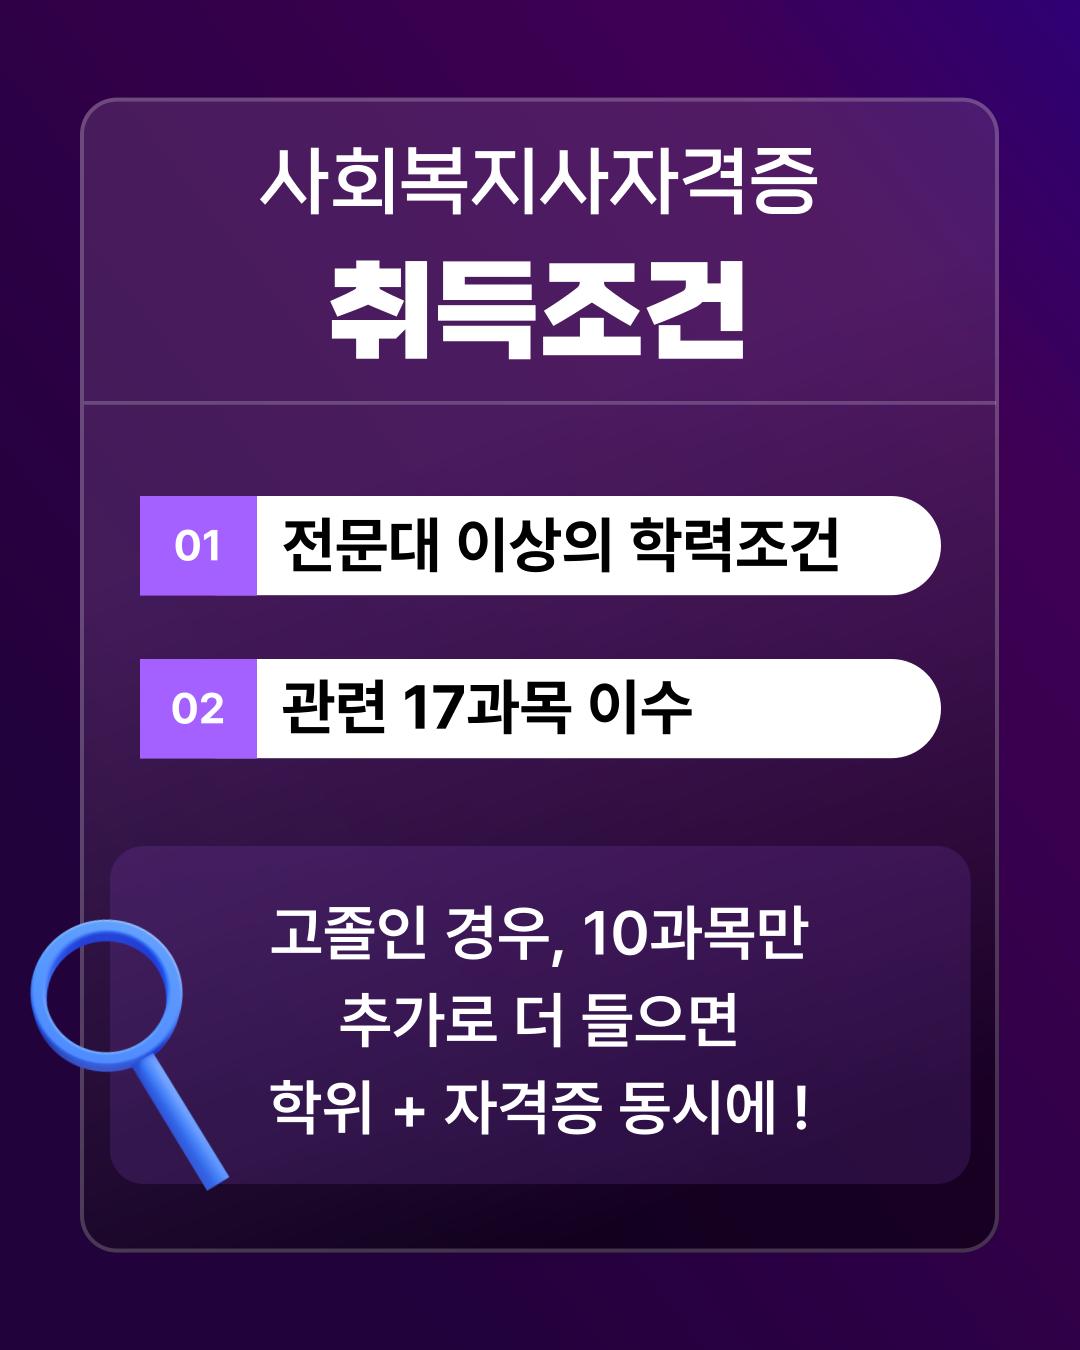 사회복지사자격증
취득조건
01 전문대 이상의 학력조건
02 관련 17과목 이수
고졸인 경우, 10과목만
추가로 더 들으면
학위 + 자격증 동시에 !